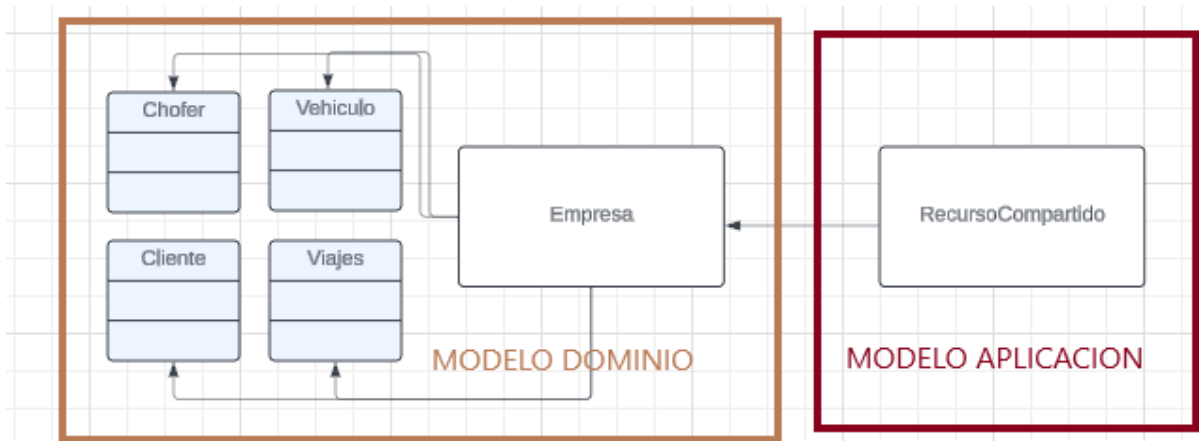 Chofer
Vehiculo
Empresa
RecursoCompartido
Cliente
Viajes
MODELO DOMINIO
MODELO APLICACION